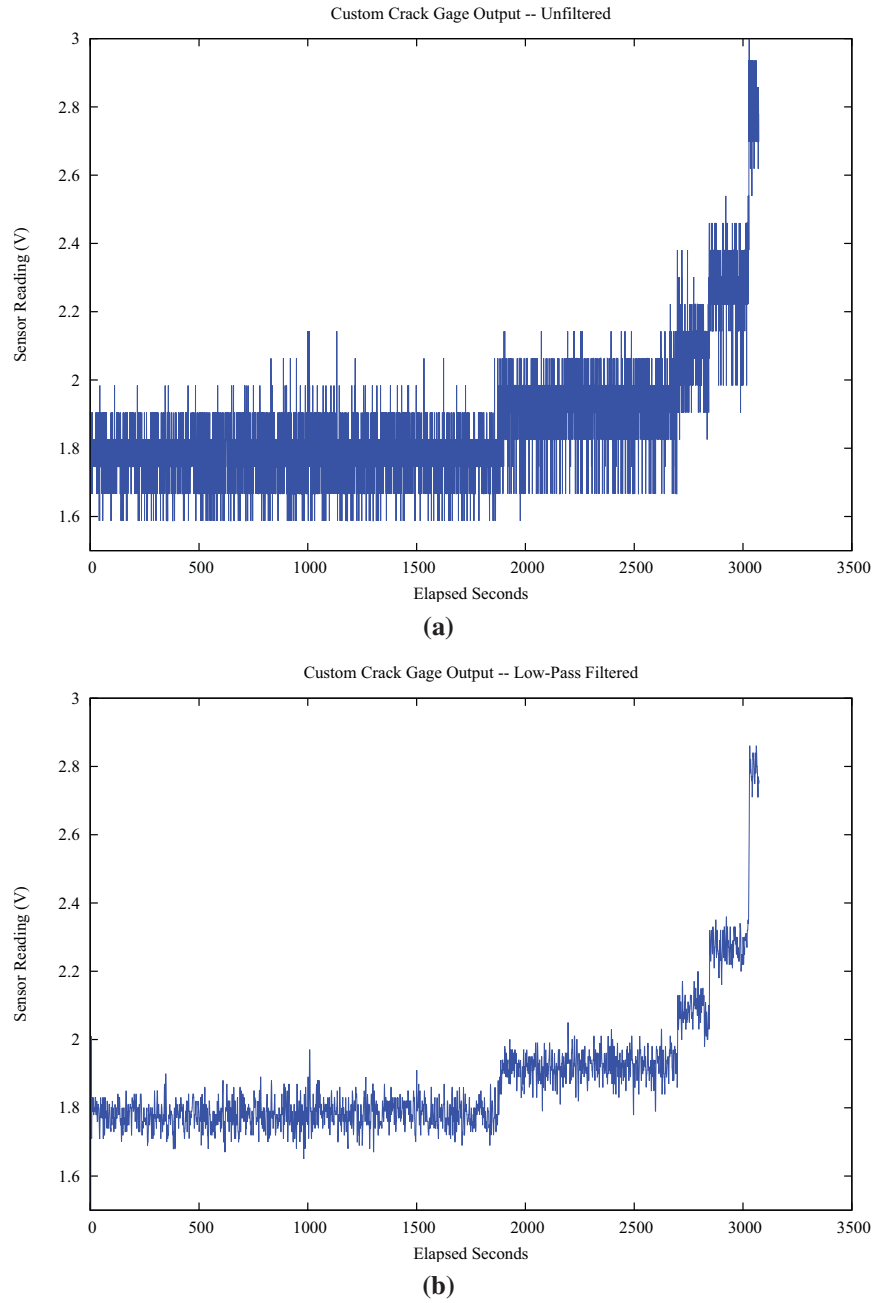 Custom Crack Gage Output -- Unfiltered
3
2.8
2.6
2.4
2.2
2
1.8
1.6
Sensor Reading (V)
0 500 1000 1500 2000 2500 3000 3500
Elapsed Seconds
(a)
Custom Crack Gage Output -- Low-Pass Filtered
3
2.8
2.6
2.4
2.2
2
1.8
1.6
Sensor Reading (V)
0 500 1000 1500 2000 2500 3000 3500
Elapsed Seconds
(b)